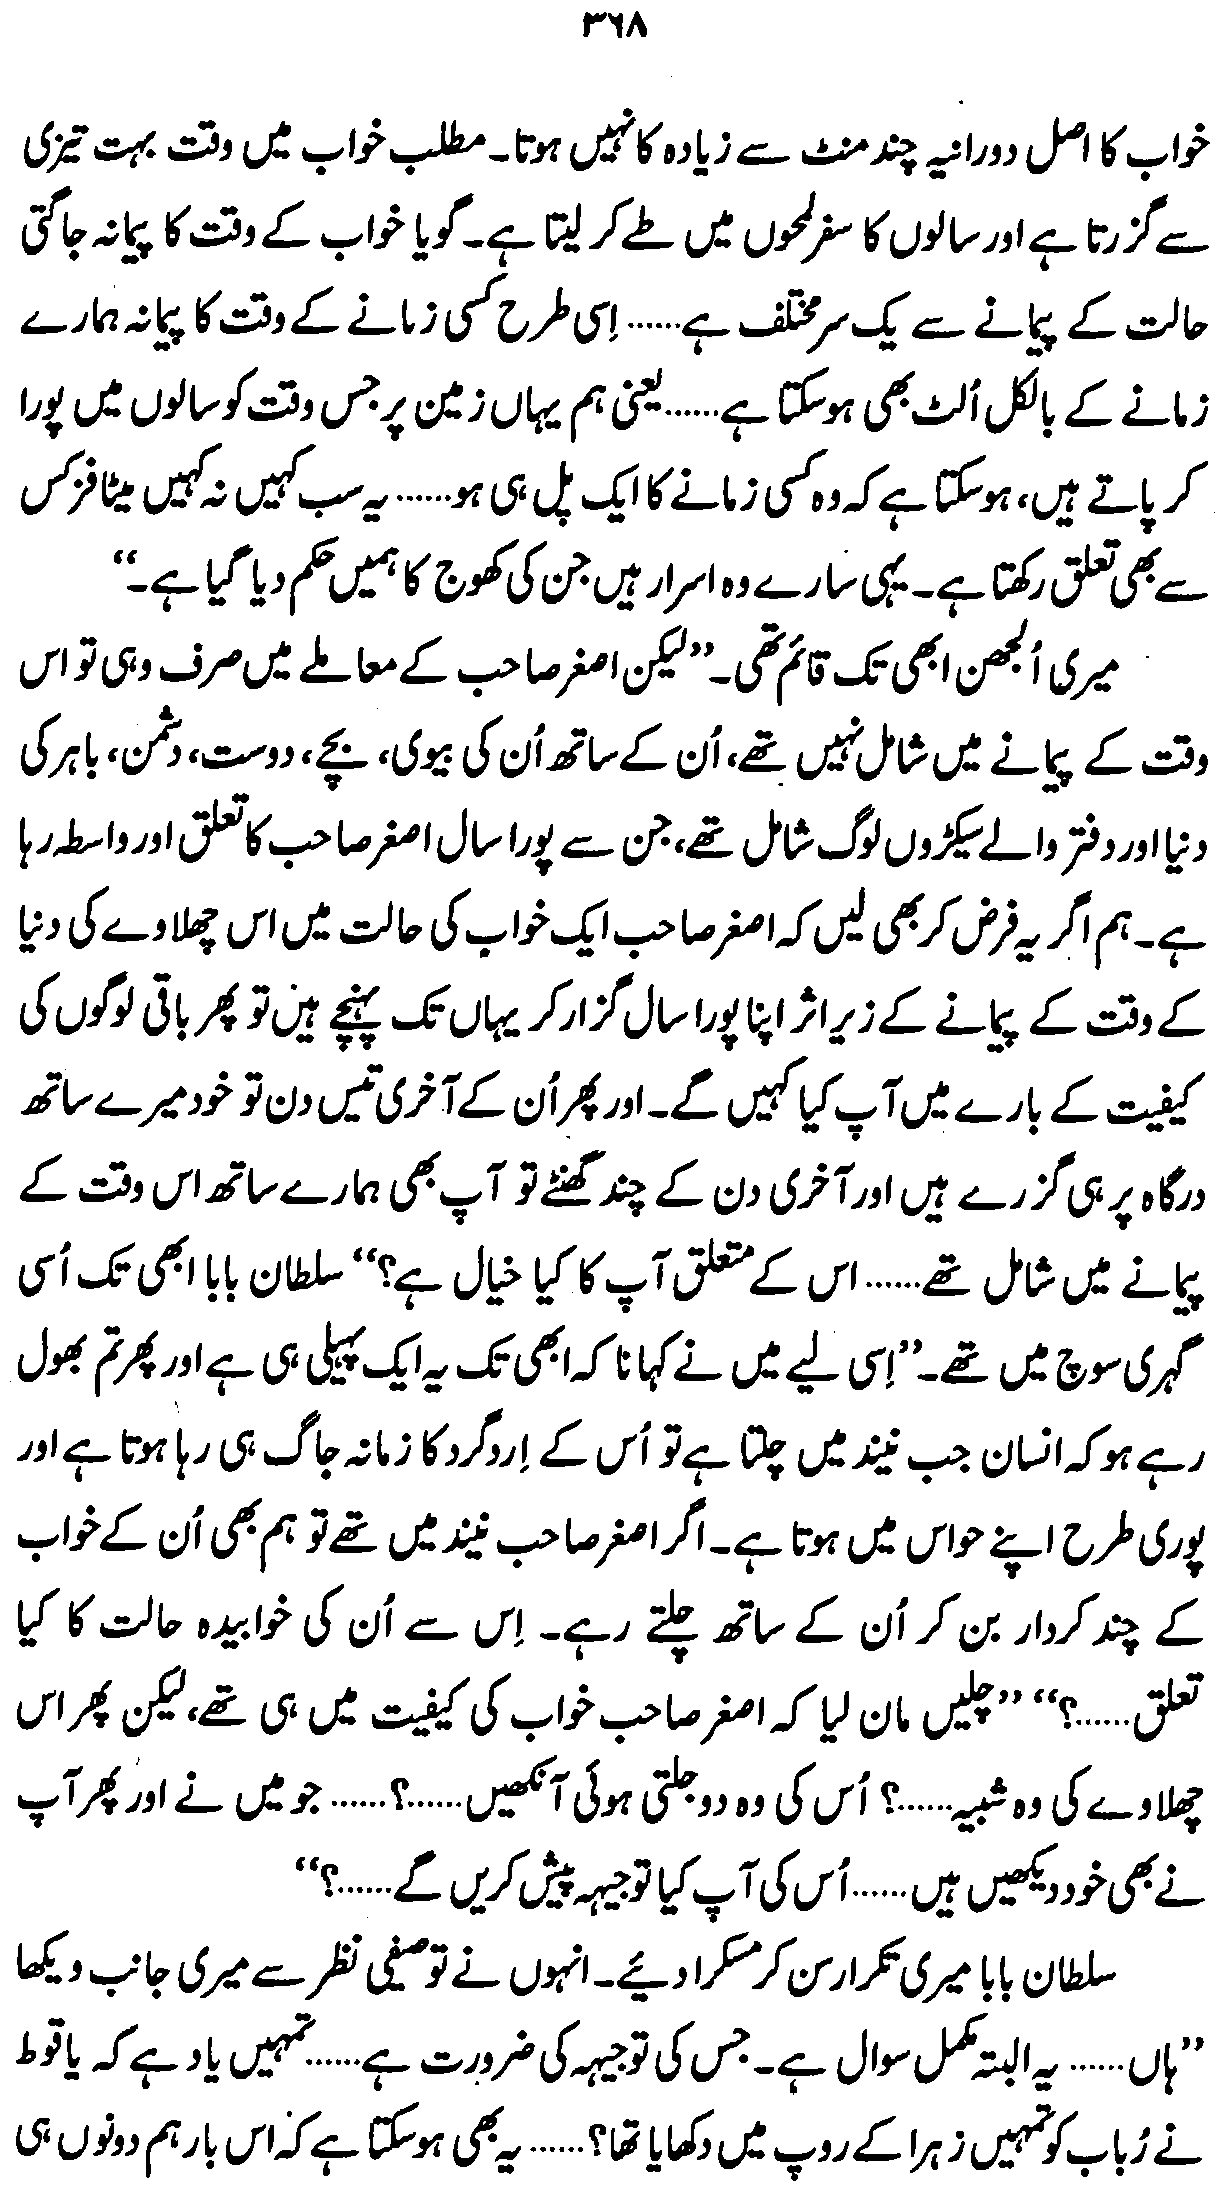 ۳۶۸
خواب کا اصل دورانیہ چند منٹ سے زیادہ کا نہیں ہوتا۔ مطلب خواب میں وقت بہت تیزی
سے گزرتا ہے اور سالوں کا سفر لمحوں میں طے کر لیتا ہے۔ گویا خواب کے وقت کا پیمانہ جاگتی
حالت کے پیمانے سے یک سر مختلف ہے...... اِسی طرح کسی زمانے کے وقت کا پیمانہ ہمارے
زمانے کے بالکل اُلٹ بھی ہوسکتا ہے......یعنی ہم یہاں زمین پر جس وقت کو سالوں میں پورا
کر پاتے ہیں، ہوسکتا ہے کہ وہ کسی زمانے کا ایک پل ہی ہو...... یہ سب کہیں نہ کہیں میٹا فزکس
سے بھی تعلق رکھتا ہے۔ یہی سارے وہ اسرار ہیں جن کی کھوج کا ہمیں حکم دیا گیا ہے۔‘‘
میری اُلجھن ابھی تک قائم تھی۔ ’’لیکن اصغر صاحب کے معاملے میں صرف وہی تو اس
وقت کے پیمانے میں شامل نہیں تھے، اُن کے ساتھ اُن کی بیوی، بچے، دوست، دشمن، باہر کی
دنیا اور دفتر والے سیکڑوں لوگ شامل تھے، جن سے پورا سال اصغر صاحب کا تعلق اور واسطہ رہا
ہے۔ ہم اگر یہ فرض کر بھی لیں کہ اصغر صاحب ایک خواب کی حالت میں اس چھلاوے کی دنیا
کے وقت کے پیمانے کے زیر اثر اپنا پورا سال گزار کر یہاں تک پہنچے ہیں تو پھر باقی لوگوں کی
کیفیت کے بارے میں آپ کیا کہیں گے۔ اور پھر اُن کے آخری تیس دن تو خود میرے ساتھ
درگاہ پر ہی گزرے ہیں اور آخری دن کے چند گھنٹے تو آپ بھی ہمارے ساتھ اس وقت کے
پیمانے میں شامل تھے...... اس کے متعلق آپ کا کیا خیال ہے؟‘‘ سلطان بابا ابھی تک اُسی
گہری سوچ میں تھے۔ ’’اِسی لیے میں نے کہا نا کہ ابھی تک یہ ایک پہیلی ہی ہے اور پھر تم بھول
رہے ہو کہ انسان جب نیند میں چلتا ہے تو اُس کے اِردگرد کا زمانہ جاگ ہی رہا ہوتا ہے اور
پوری طرح اپنے حواس میں ہوتا ہے۔ اگر اصغر صاحب نیند میں تھے تو ہم بھی اُن کے خواب
کے چند کردار بن کر اُن کے ساتھ چلتے رہے۔ اِس سے اُن کی خوابیدہ حالت کا کیا
تعلق......؟‘‘ ’’چلیں مان لیا کہ اصغر صاحب خواب کی کیفیت میں ہی تھے، لیکن پھر اس
چھلاوے کی وہ شبیہ......؟ اُس کی وہ دو جلتی ہوئی آنکھیں......؟...... جو میں نے اور پھر آپ
نے بھی خود دیکھیں ہیں......اُس کی آپ کیا توجیہہ پیش کریں گے......؟‘‘
سلطان بابا میری تکرار سن کر مسکرا دیئے۔ انہوں نے توصیفی نظر سے میری جانب دیکھا
’’ہاں...... یہ البتہ مکمل سوال ہے۔ جس کی توجیہہ کی ضرورت ہے......تمہیں یاد ہے کہ یاقوط
نے رُباب کو تمہیں زہرا کے روپ میں دکھایا تھا؟...... یہ بھی ہوسکتا ہے کہ اس بار ہم دونوں ہی